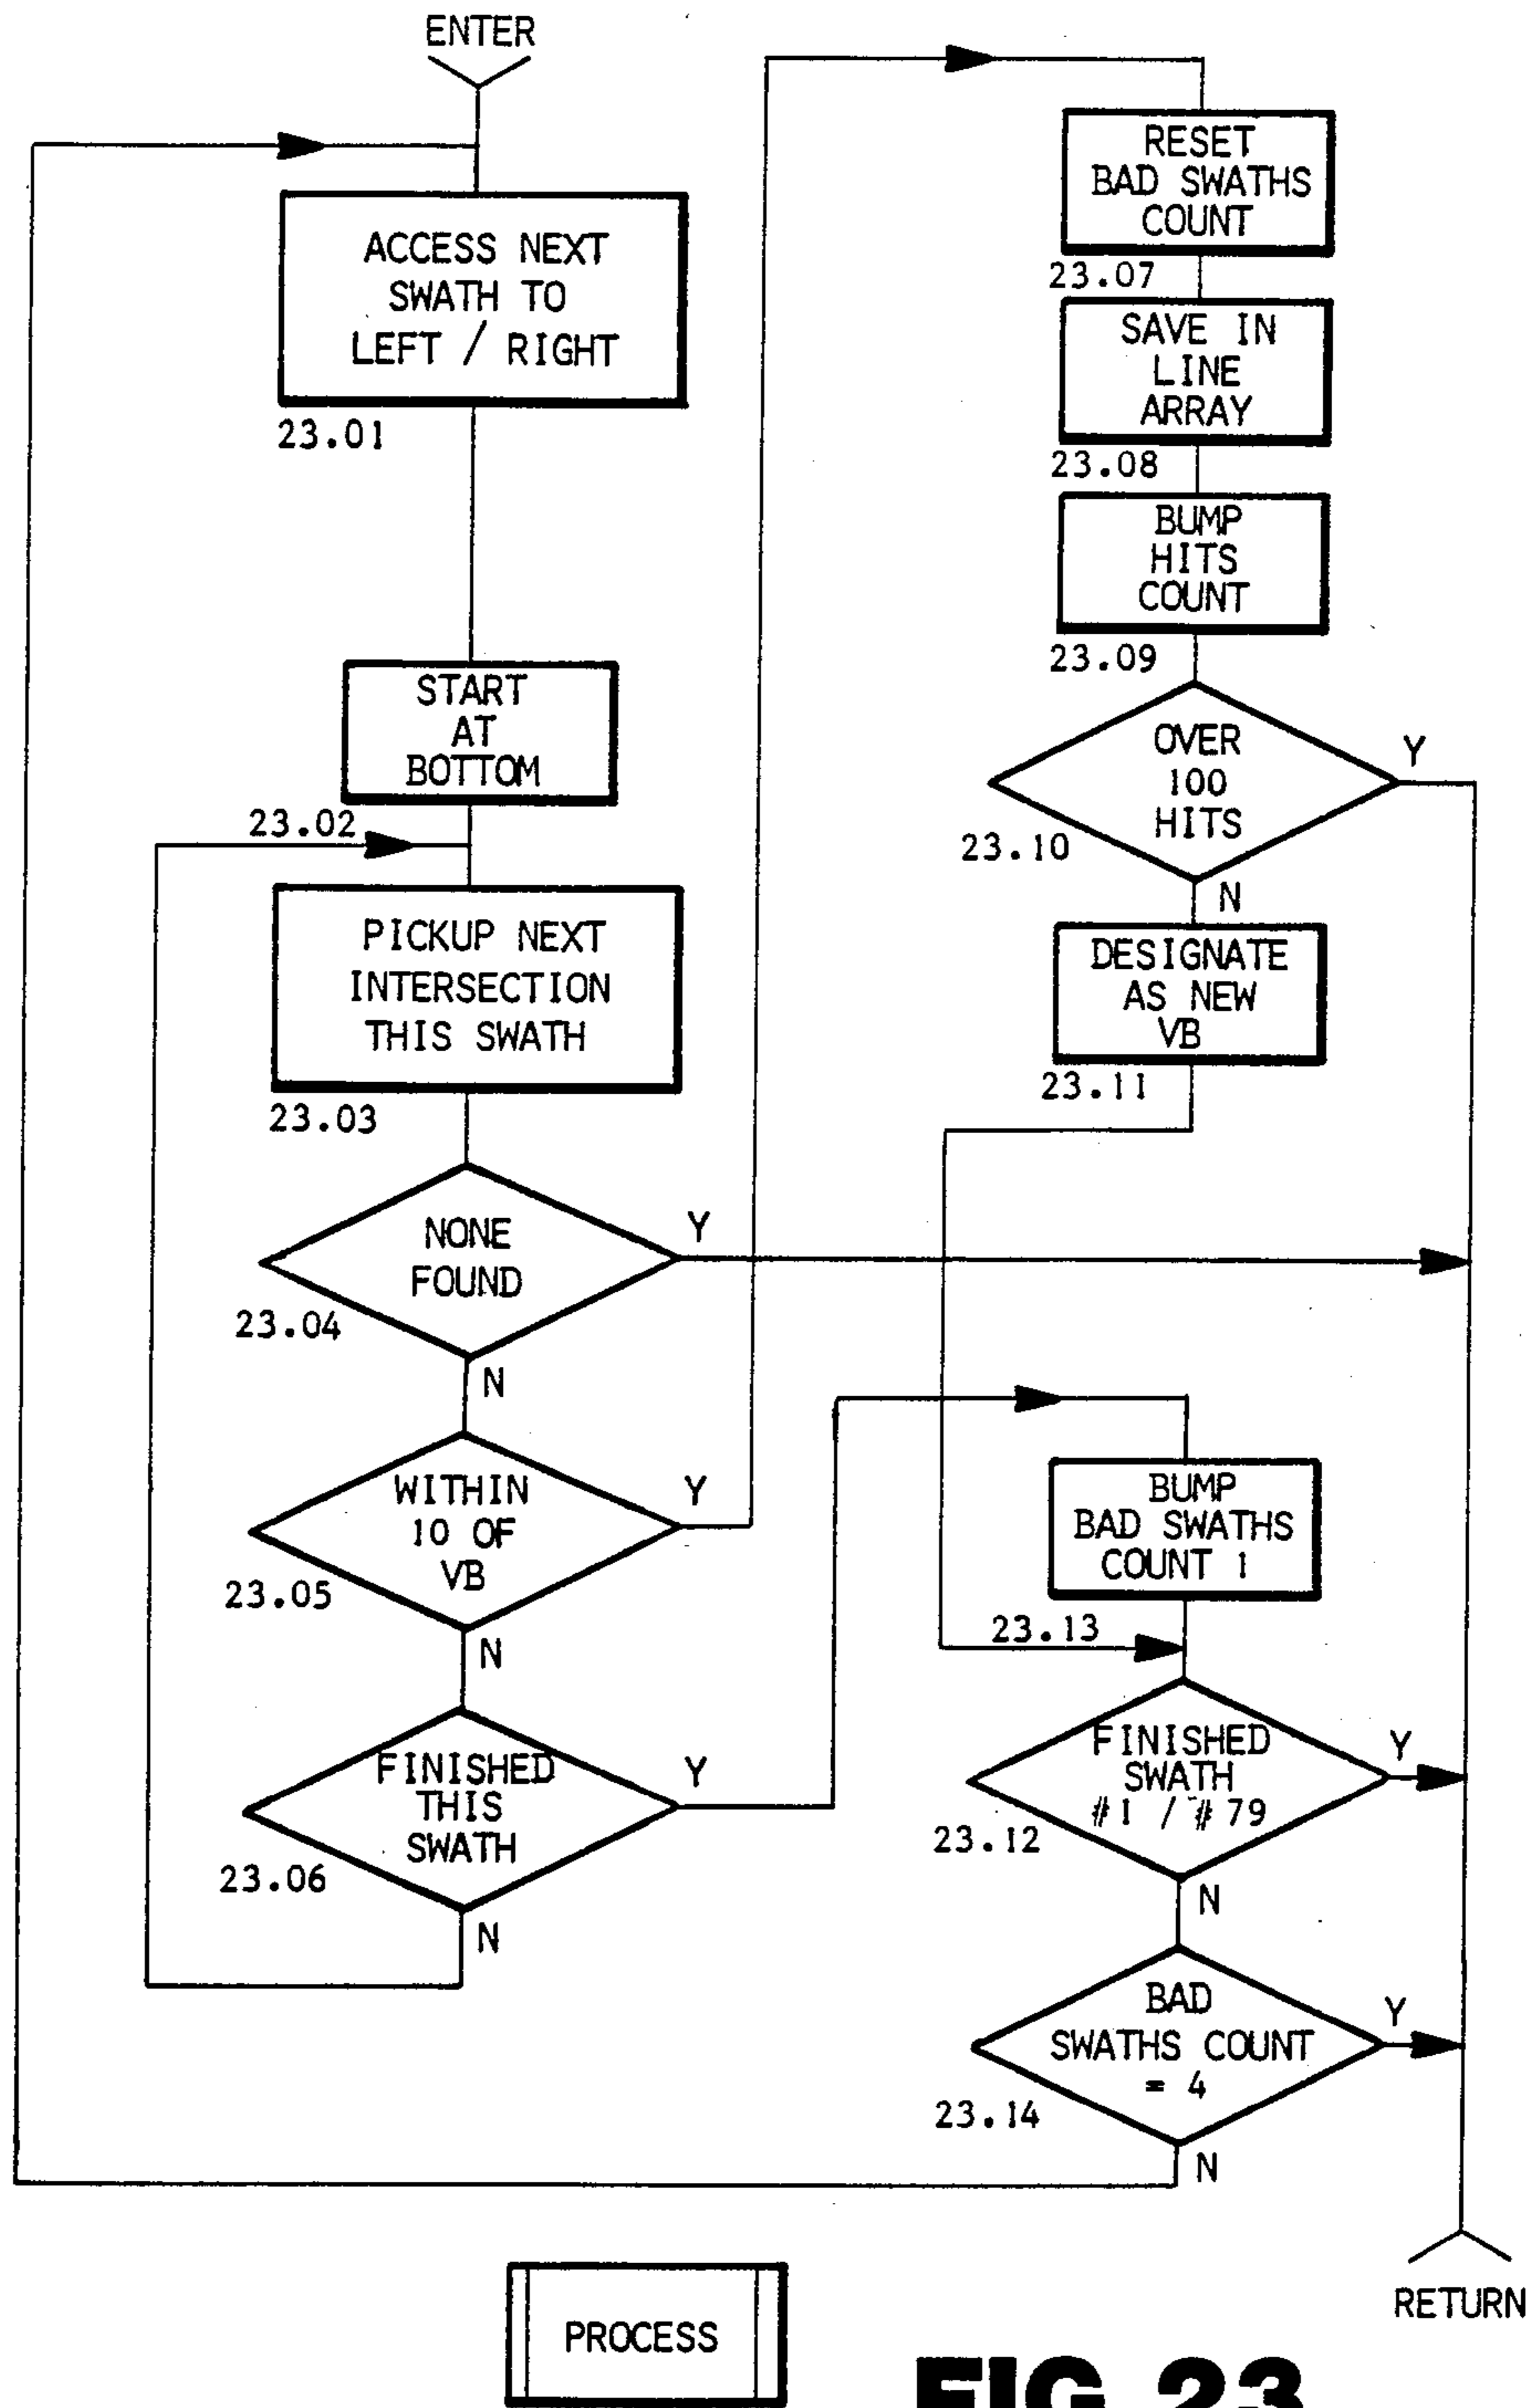 ENTER
ACCESS NEXT
SWATH TO
LEFT / RIGHT
23.01
START
AT
BOTTOM
23.02
PICKUP NEXT
INTERSECTION
THIS SWATH
23.03
NONE
FOUND
Y
23.04
N
WITHIN
10 OF
VB
Y
23.05
N
FINISHED
THIS
SWATH
Y
23.06
N
RESET
BAD SWATHS
COUNT
23.07
SAVE IN
LINE
ARRAY
23.08
BUMP
HITS
COUNT
23.09
OVER
100
HITS
Y
23.10
N
DESIGNATE
AS NEW
VB
23.11
BUMP
BAD SWATHS
COUNT 1
23.13
FINISHED
SWATH
#1 / #79
Y
23.12
N
BAD
SWATHS COUNT
= 4
Y
23.14
N
RETURN
PROCESS
FIG 23